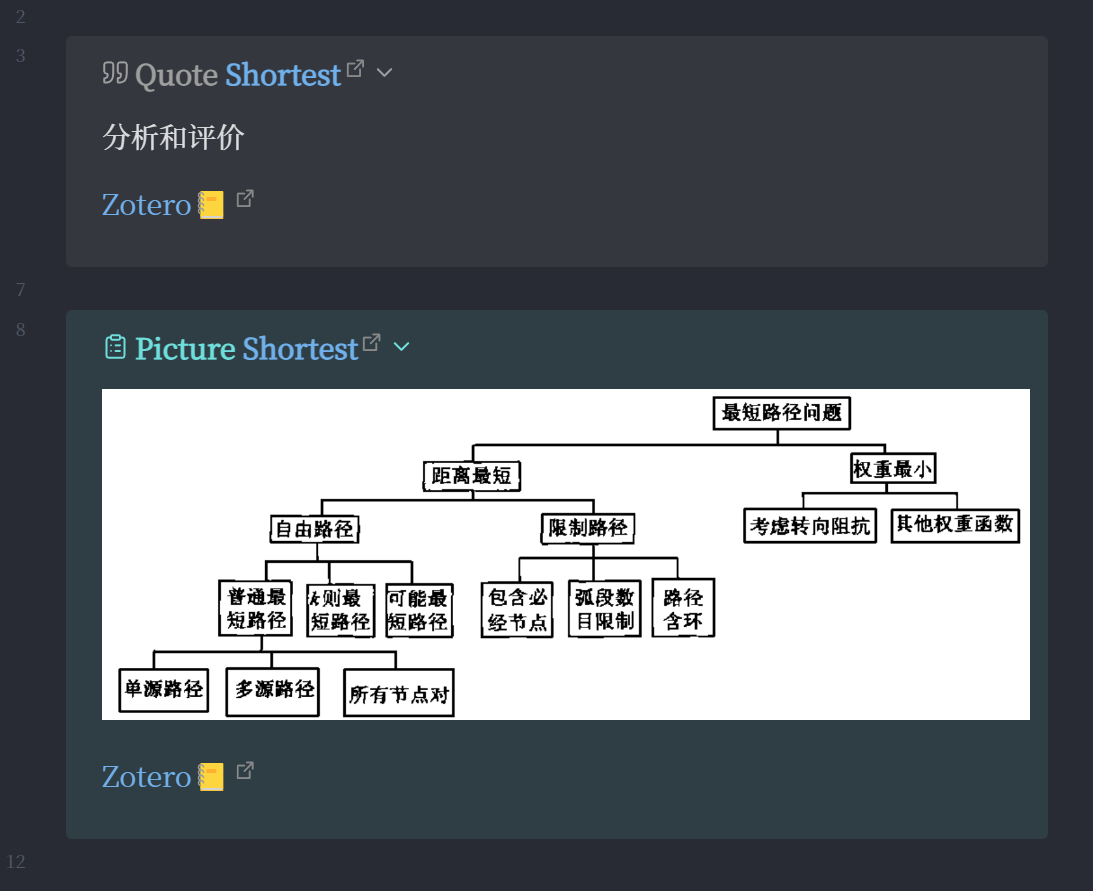 2
3
Quote Shortest
分析和评价
Zotero
7
8
Picture Shortest
最短路径问题
距离最短
权重最小
自由路径
限制路径
考虑转向阻抗
其他权重函数
普通最
短路径
k则最
短路径
可能最
短路径
包含必
经节点
弧段数
目限制
路径
含环
单源路径
多源路径
所有节点对
Zotero
12